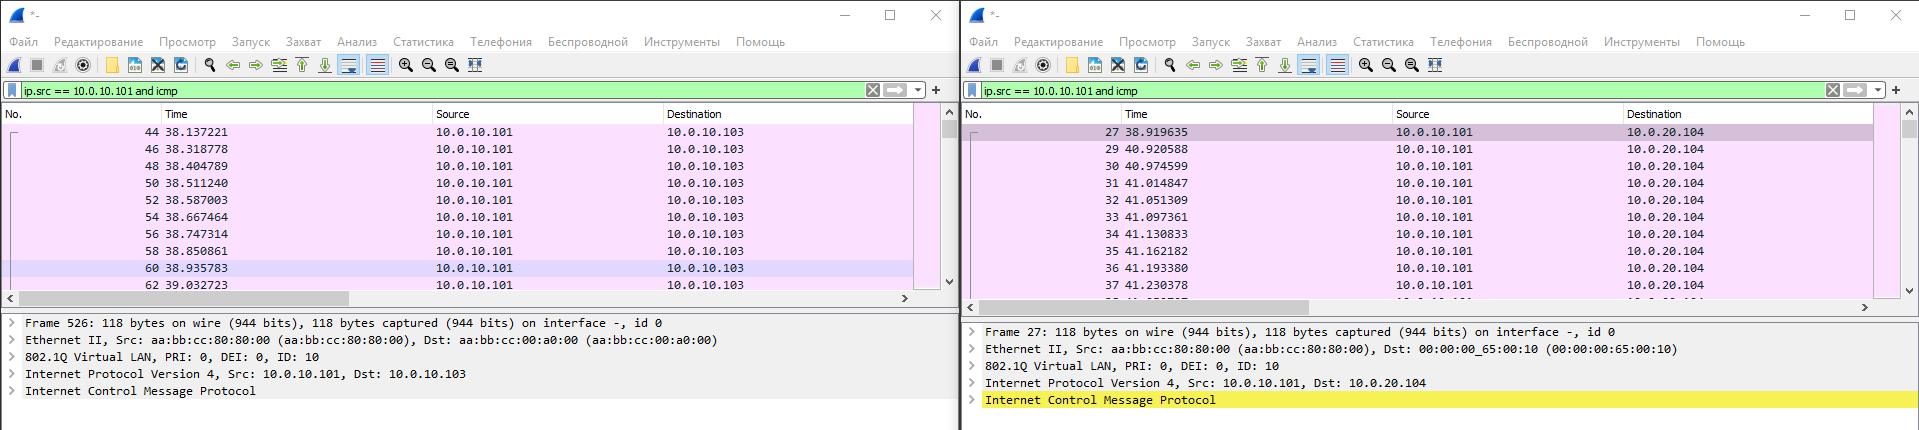 *-
Файл Редактирование Просмотр Запуск Захват Анализ Статистика Телефония Беспроводной Инструменты Помощь
ip.src == 10.0.10.101 and icmp
No. Time Source Destination
44 38.137221 10.0.10.101 10.0.10.103
46 38.318778 10.0.10.101 10.0.10.103
48 38.404789 10.0.10.101 10.0.10.103
50 38.511240 10.0.10.101 10.0.10.103
52 38.587003 10.0.10.101 10.0.10.103
54 38.667464 10.0.10.101 10.0.10.103
56 38.747314 10.0.10.101 10.0.10.103
58 38.850861 10.0.10.101 10.0.10.103
60 38.935783 10.0.10.101 10.0.10.103
62 39.032723 10.0.10.101 10.0.10.103
Frame 526: 118 bytes on wire (944 bits), 118 bytes captured (944 bits) on interface -, id 0
Ethernet II, Src: aa:bb:cc:80:80:00 (aa:bb:cc:80:80:00), Dst: aa:bb:cc:00:a0:00 (aa:bb:cc:00:a0:00)
802.1Q Virtual LAN, PRI: 0, DEI: 0, ID: 10
Internet Protocol Version 4, Src: 10.0.10.101, Dst: 10.0.10.103
Internet Control Message Protocol
*-
Файл Редактирование Просмотр Запуск Захват Анализ Статистика Телефония Беспроводной Инструменты Помощь
ip.src == 10.0.10.101 and icmp
No. Time Source Destination
27 38.919635 10.0.10.101 10.0.20.104
29 40.920588 10.0.10.101 10.0.20.104
30 40.974599 10.0.10.101 10.0.20.104
31 41.014847 10.0.10.101 10.0.20.104
32 41.051309 10.0.10.101 10.0.20.104
33 41.097361 10.0.10.101 10.0.20.104
34 41.130833 10.0.10.101 10.0.20.104
35 41.162182 10.0.10.101 10.0.20.104
36 41.193380 10.0.10.101 10.0.20.104
37 41.230378 10.0.10.101 10.0.20.104
Frame 27: 118 bytes on wire (944 bits), 118 bytes captured (944 bits) on interface -, id 0
Ethernet II, Src: aa:bb:cc:80:80:00 (aa:bb:cc:80:80:00), Dst: 00:00:00_65:00:10 (00:00:00:65:00:10)
802.1Q Virtual LAN, PRI: 0, DEI: 0, ID: 10
Internet Protocol Version 4, Src: 10.0.10.101, Dst: 10.0.20.104
Internet Control Message Protocol